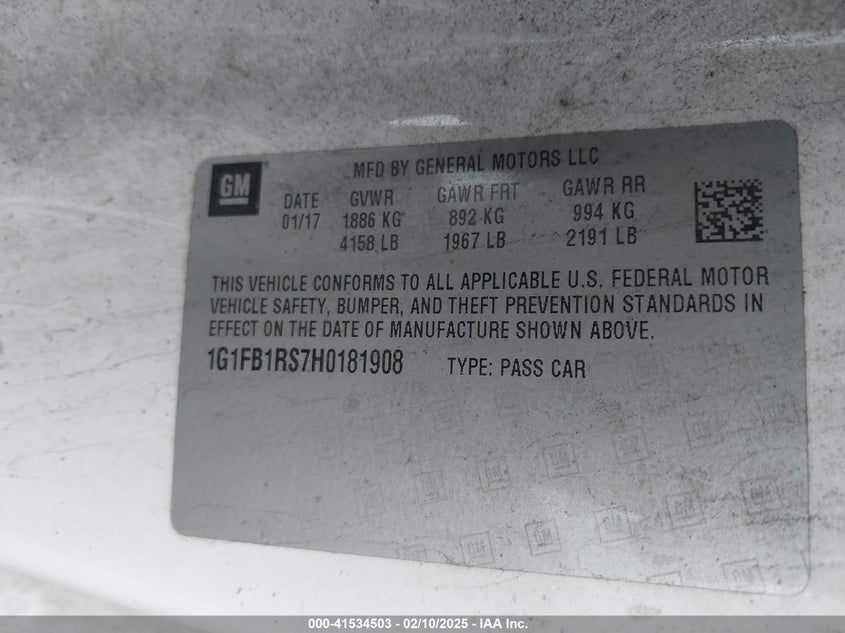 GM
MFD BY GENERAL MOTORS LLC
DATE GVWR GAWR FRT GAWR RR
01/17 1886 KG 892 KG 994 KG
4158 LB 1967 LB 2191 LB
THIS VEHICLE CONFORMS TO ALL APPLICABLE U.S. FEDERAL MOTOR
VEHICLE SAFETY, BUMPER, AND THEFT PREVENTION STANDARDS IN
EFFECT ON THE DATE OF MANUFACTURE SHOWN ABOVE.
1G1FB1RS7H0181908 TYPE: PASS CAR
000-41534503 - 02/10/2025 - IAA Inc.